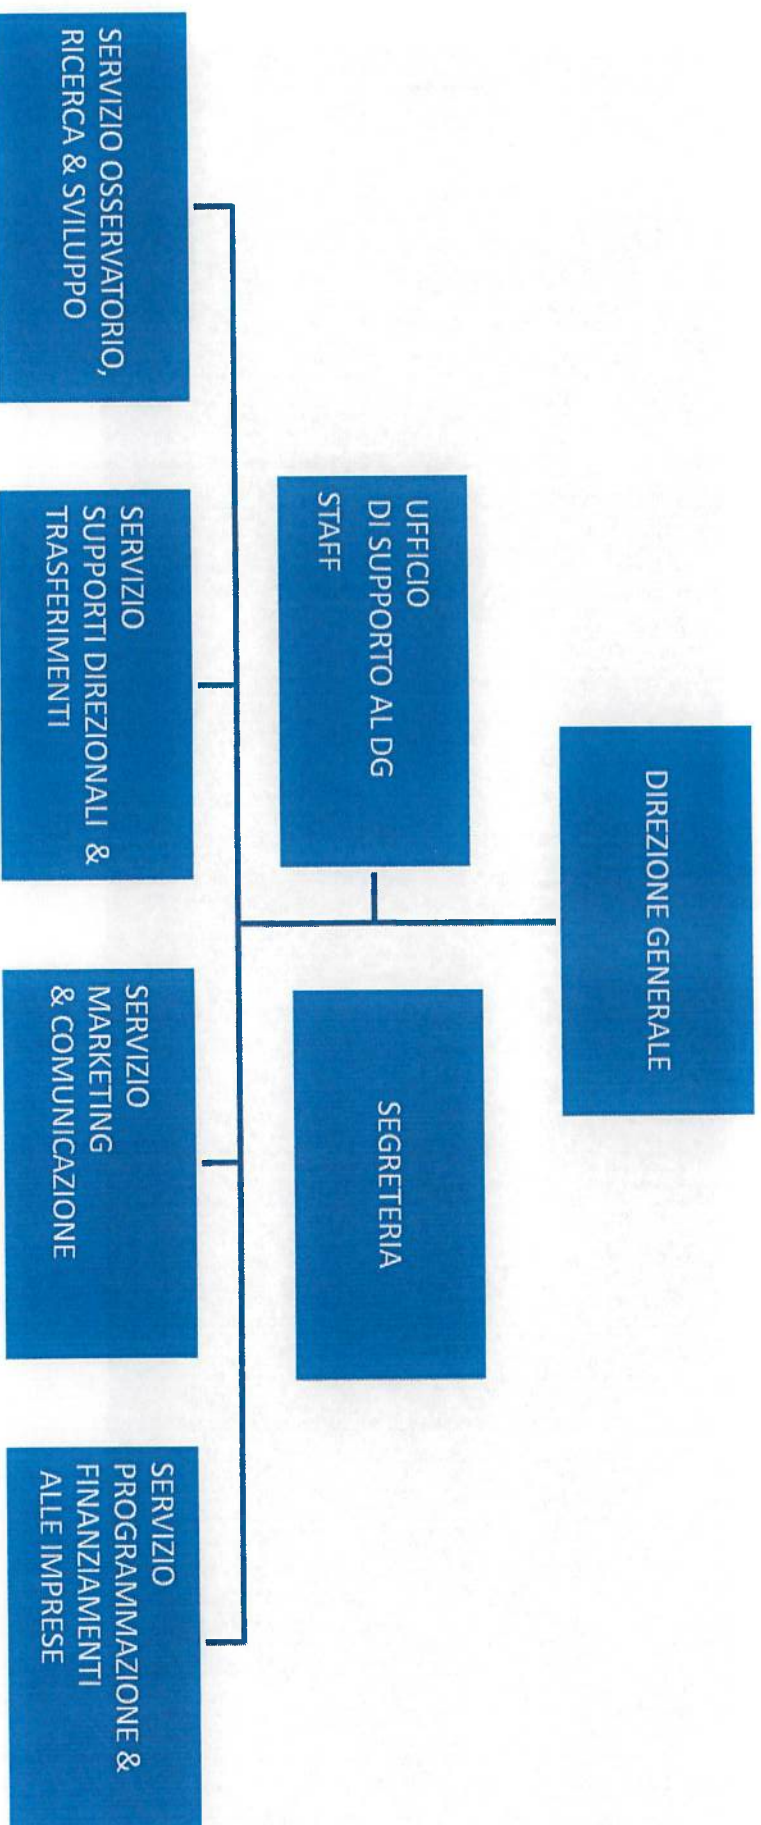 DIREZIONE GENERALE
UFFICIO
DI SUPPORTO AL DG
STAFF
SEGRETERIA
SERVIZIO OSSERVATORIO,
RICERCA & SVILUPPO
SERVIZIO
SUPPORTI DIREZIONALI &
TRASFERIMENTI
SERVIZIO
MARKETING
& COMUNICAZIONE
SERVIZIO
PROGRAMMAZIONE &
FINANZIAMENTI
ALLE IMPRESE